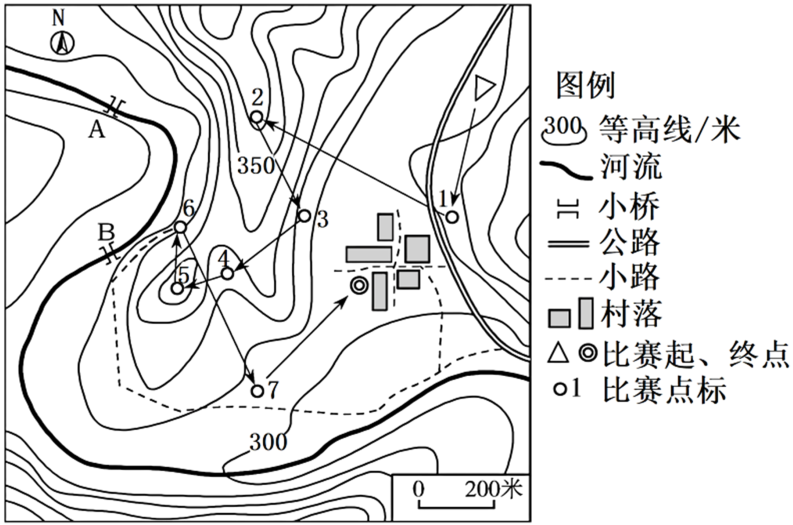 N
2
A
350
1
6
3
B
4
5
7
300
0 200米
图例
300 等高线/米
河流
小桥
公路
小路
村落
比赛起、终点
1 比赛点标